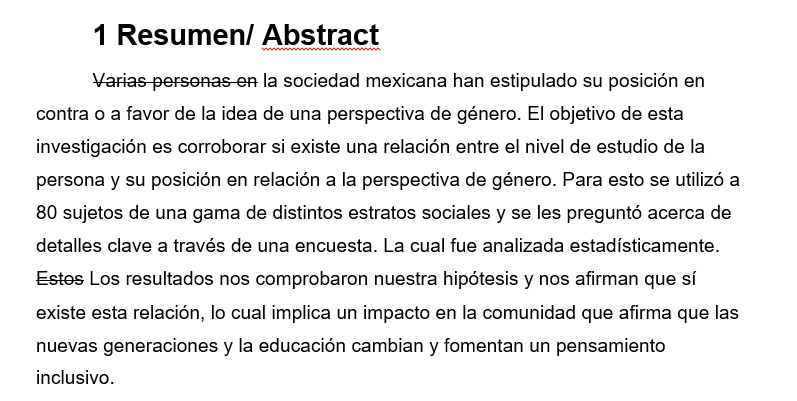 1 Resumen/ Abstract
Varias personas en la sociedad mexicana han estipulado su posición en
contra o a favor de la idea de una perspectiva de género. El objetivo de esta
investigación es corroborar si existe una relación entre el nivel de estudio de la
persona y su posición en relación a la perspectiva de género. Para esto se utilizó a
80 sujetos de una gama de distintos estratos sociales y se les preguntó acerca de
detalles clave a través de una encuesta. La cual fue analizada estadísticamente.
Estos Los resultados nos comprobaron nuestra hipótesis y nos afirman que sí
existe esta relación, lo cual implica un impacto en la comunidad que afirma que las
nuevas generaciones y la educación cambian y fomentan un pensamiento
inclusivo.